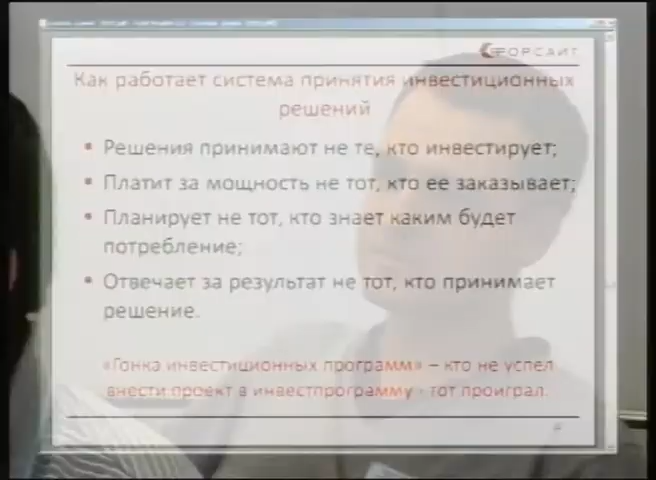 ФОРСАЙТ
Как работает система принятия инвестиционных
решений
• Решения принимают не те, кто инвестирует;
• Платит за мощность не тот, кто ее заказывает;
• Планирует не тот, кто знает каким будет
потребление;
• Отвечает за результат не тот, кто принимает
решение.
«Гонка инвестиционных программ» – кто не успел
внести проект в инвестпрограмму - тот проиграл.